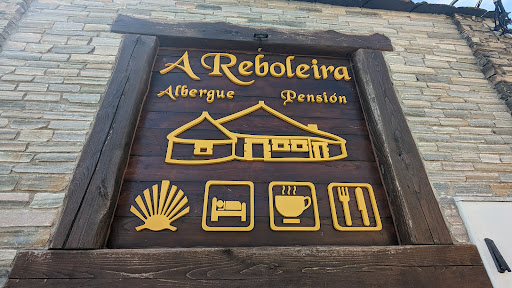 A Reboleira
Albergue Pensión